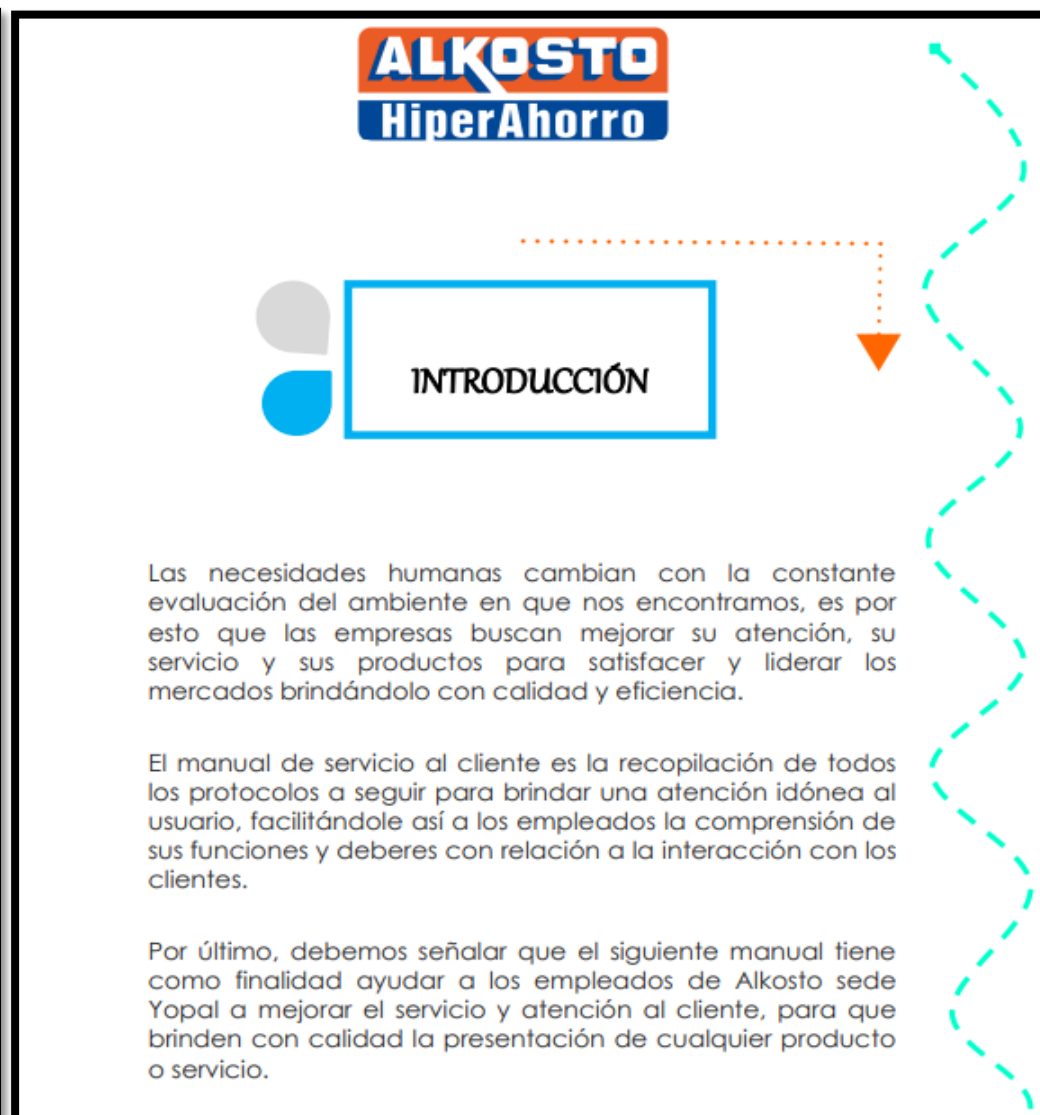 ALKOSTO
HiperAhorro
INTRODUCCIÓN
Las necesidades humanas cambian con la constante
evaluación del ambiente en que nos encontramos, es por
esto que las empresas buscan mejorar su atención, su
servicio y sus productos para satisfacer y liderar los
mercados brindándolo con calidad y eficiencia.
El manual de servicio al cliente es la recopilación de todos
los protocolos a seguir para brindar una atención idónea al
usuario, facilitándole así a los empleados la comprensión de
sus funciones y deberes con relación a la interacción con los
clientes.
Por último, debemos señalar que el siguiente manual tiene
como finalidad ayudar a los empleados de Alkosto sede
Yopal a mejorar el servicio y atención al cliente, para que
brinden con calidad la presentación de cualquier producto
o servicio.